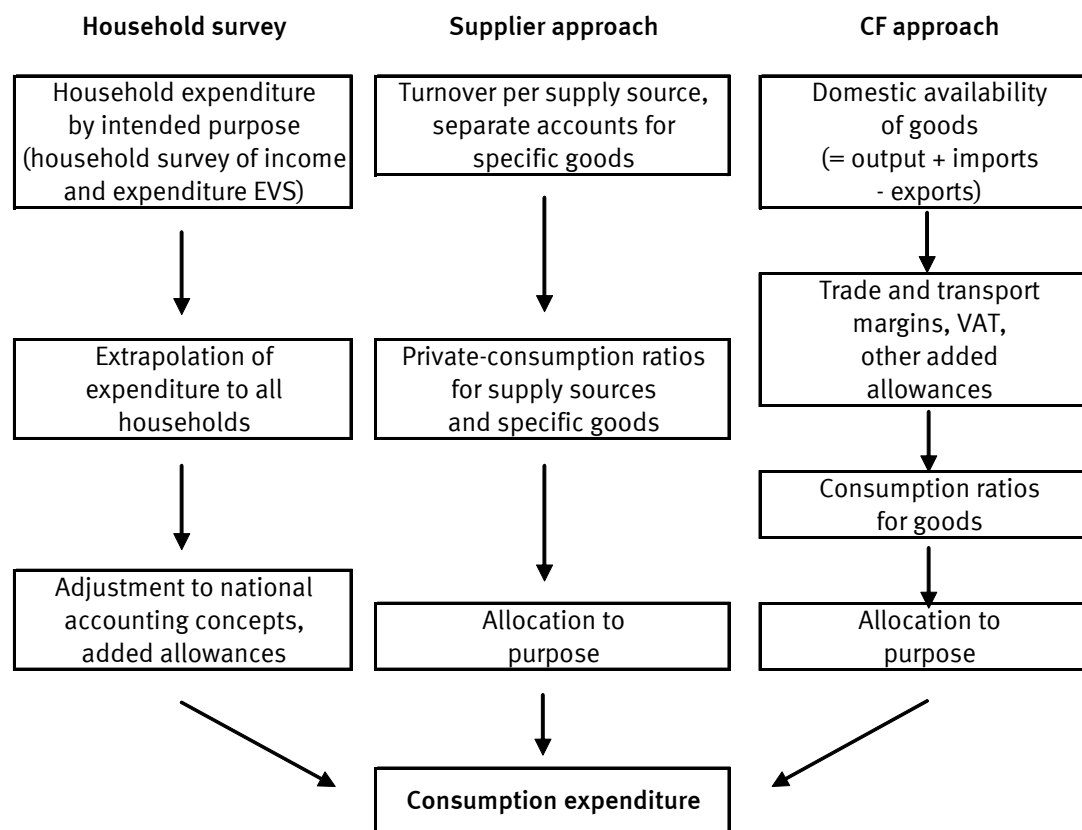 Household survey
Household expenditure
by intended purpose
(household survey of income
and expenditure EVS)
Extrapolation of
expenditure to all
households
Adjustment to national
accounting concepts,
added allowances
Supplier approach
Turnover per supply source,
separate accounts for
specific goods
Private-consumption ratios
for supply sources
and specific goods
Allocation to
purpose
CF approach
Domestic availability
of goods
(= output + imports
- exports)
Trade and transport
margins, VAT,
other added
allowances
Consumption ratios
for goods
Allocation to
purpose
Consumption expenditure